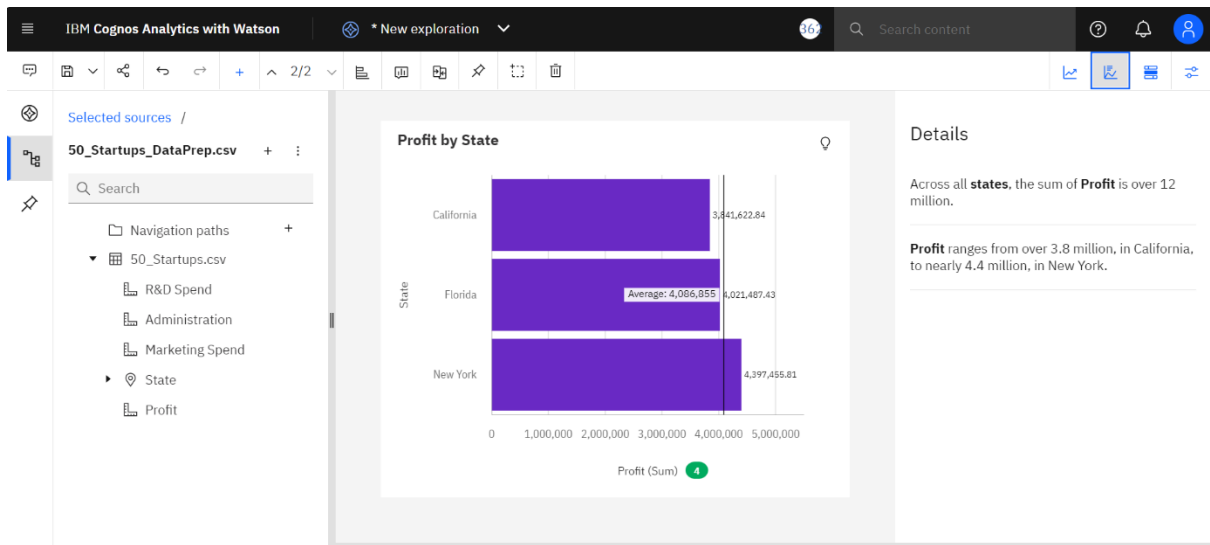 IBM Cognos Analytics with Watson
* New exploration
362
Search content
2/2
Selected sources /
50_Startups_DataPrep.csv
Search
Navigation paths
50_Startups.csv
R&D Spend
Administration
Marketing Spend
State
Profit
Profit by State
State
California
3,841,622.84
Florida
Average: 4,086,855
4,021,487.43
New York
4,397,455.81
0 1,000,000 2,000,000 3,000,000 4,000,000 5,000,000
Profit (Sum) 4
Details
Across all states, the sum of Profit is over 12
million.
Profit ranges from over 3.8 million, in California,
to nearly 4.4 million, in New York.